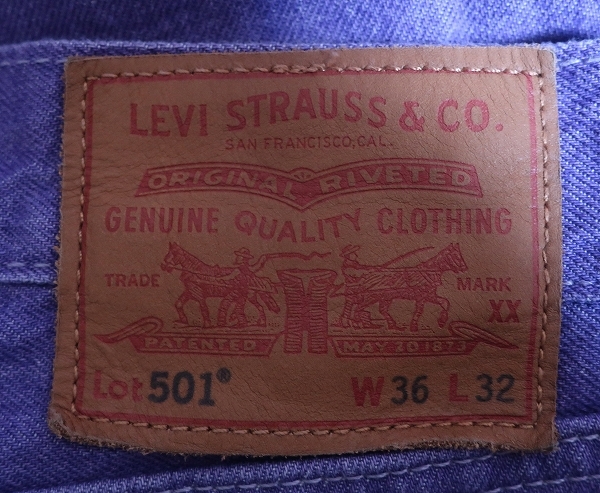 LEVI STRAUSS & CO.
SAN FRANCISCO, CAL.
ORIGINAL RIVETED
GENUINE QUALITY CLOTHING
TRADE MARK
XX
PATENTED MAY 20 1873
Lot 501® W 36 L 32